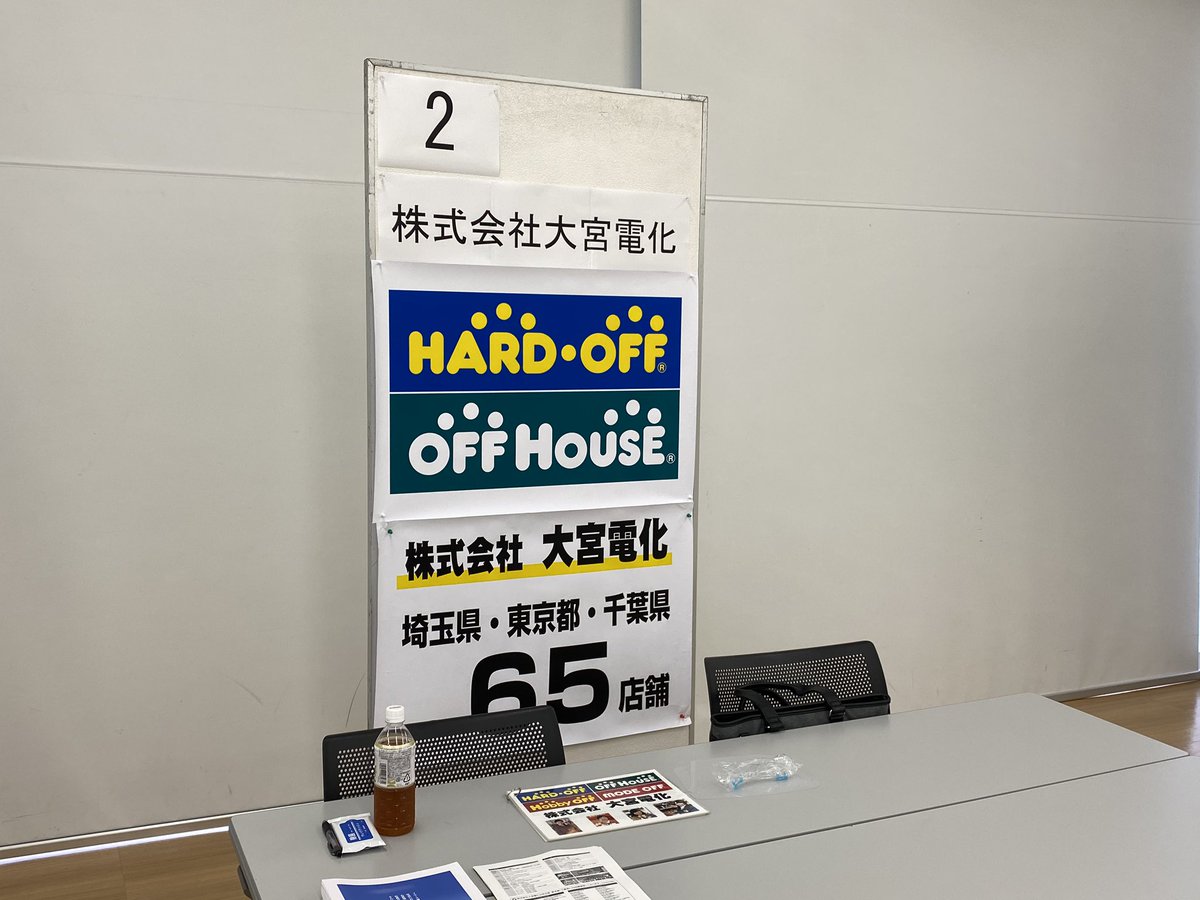 2
株式会社大宮電化
HARD・OFF®
OFF HOUSE®
株式会社 大宮電化
埼玉県・東京都・千葉県
65店舗
HARD・OFF OFF HOUSE
Hobby OFF MODE OFF
株式会社 大宮電化